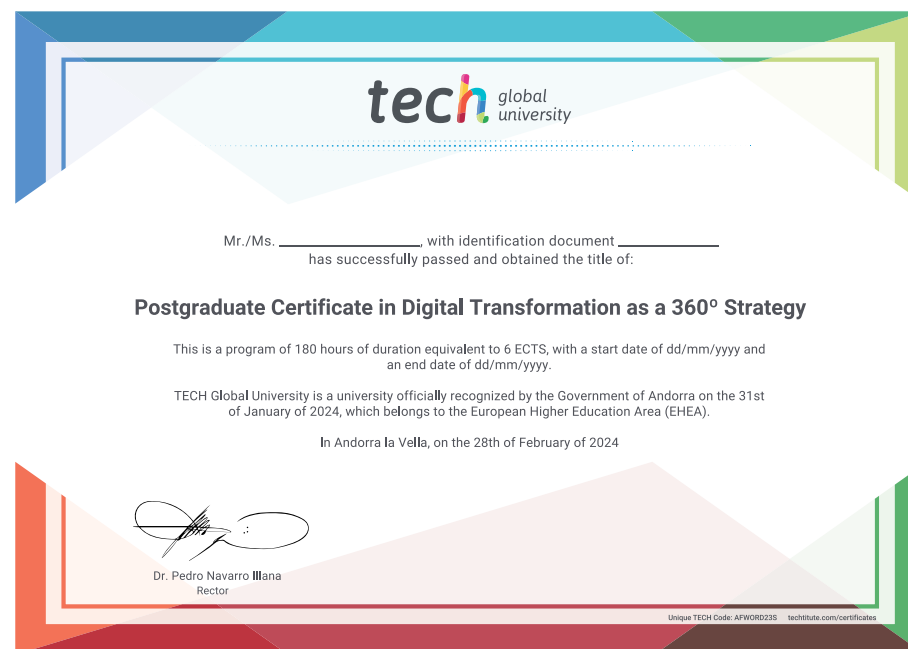 tech global university
Mr./Ms. ____________________, with identification document ______________
has successfully passed and obtained the title of:
Postgraduate Certificate in Digital Transformation as a 360º Strategy
This is a program of 180 hours of duration equivalent to 6 ECTS, with a start date of dd/mm/yyyy and
an end date of dd/mm/yyyy.
TECH Global University is a university officially recognized by the Government of Andorra on the 31st
of January of 2024, which belongs to the European Higher Education Area (EHEA).
In Andorra la Vella, on the 28th of February of 2024
Dr. Pedro Navarro Illana
Rector
Unique TECH Code: AFWORD23S techtitute.com/certificates